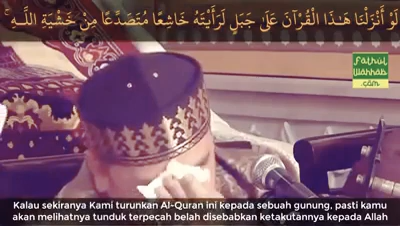 لَوْ أَنْزَلْنَا هَٰذَا الْقُرْآنَ عَلَىٰ جَبَلٍ لَرَأَيْتَهُ خَاشِعًا مُتَصَدِّعًا مِنْ خَشْيَةِ اللَّهِ ۚ
Fathul
Wahhab
.com
Kalau sekiranya Kami turunkan Al-Quran ini kepada sebuah gunung, pasti kamu
akan melihatnya tunduk terpecah belah disebabkan ketakutannya kepada Allah